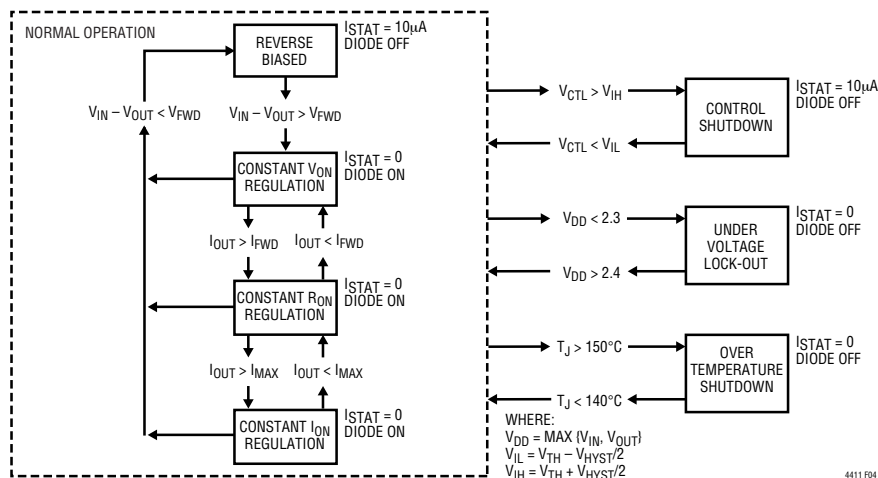 NORMAL OPERATION
REVERSE
BIASED
ISTAT = 10µA
DIODE OFF
VIN – VOUT < VFWD
VIN – VOUT > VFWD
CONSTANT VON
REGULATION
ISTAT = 0
DIODE ON
IOUT > IFWD
IOUT < IFWD
CONSTANT RON
REGULATION
ISTAT = 0
DIODE ON
IOUT > IMAX
IOUT < IMAX
CONSTANT ION
REGULATION
ISTAT = 0
DIODE ON
VCTL > VIH
VCTL < VIL
CONTROL
SHUTDOWN
ISTAT = 10µA
DIODE OFF
VDD < 2.3
VDD > 2.4
UNDER
VOLTAGE
LOCK-OUT
ISTAT = 0
DIODE OFF
TJ > 150°C
TJ < 140°C
OVER
TEMPERATURE
SHUTDOWN
ISTAT = 0
DIODE OFF
WHERE:
VDD = MAX {VIN, VOUT}
VIL = VTH – VHYST/2
VIH = VTH + VHYST/2
4411 F04